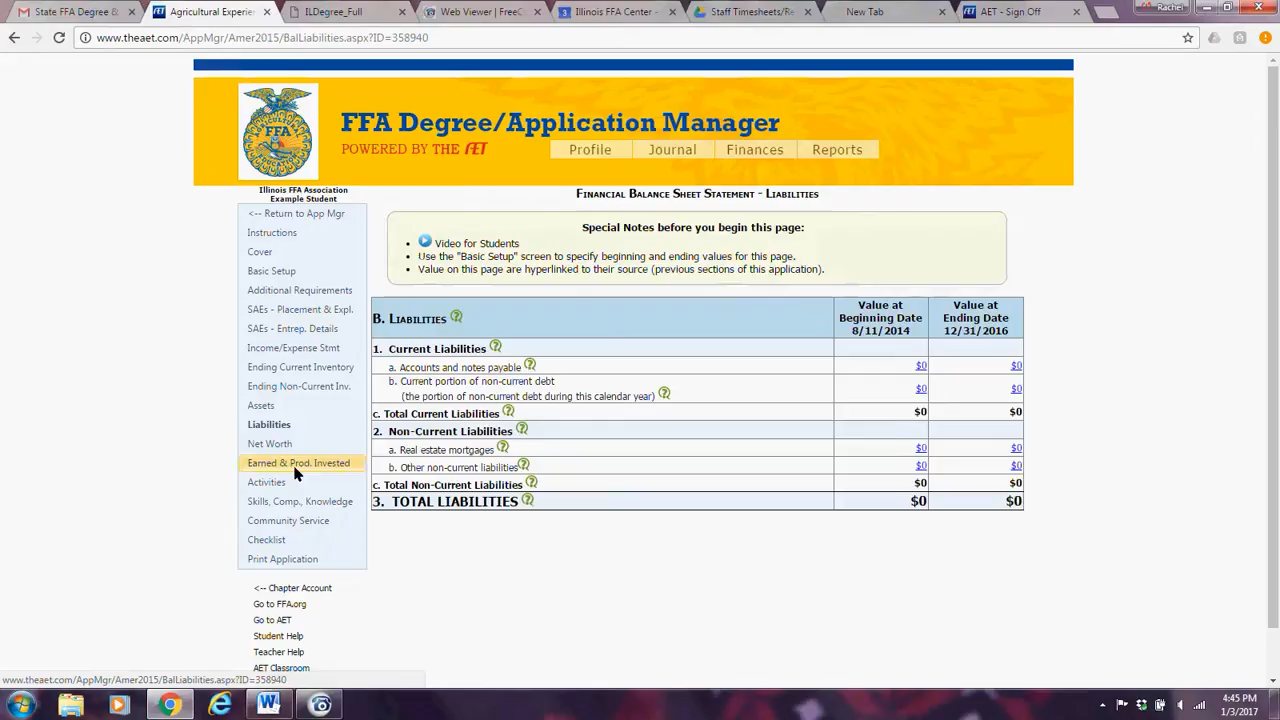 State FFA Degree &
Agricultural Experie
ILDegree_Full
Web Viewer | FreeC
Illinois FFA Center -
Staff Timesheets/Re
New Tab
AET - Sign Off
Rachel
www.theaet.com/AppMgr/Amer2015/BalLiabilities.aspx?ID=358940
FFA
FFA Degree/Application Manager
POWERED BY THE AET
Profile Journal Finances Reports
Illinois FFA Association
Example Student
Financial Balance Sheet Statement - Liabilities
<-- Return to App Mgr
Instructions
Cover
Basic Setup
Additional Requirements
SAEs - Placement & Expl.
SAEs - Entrep. Details
Income/Expense Stmt
Ending Current Inventory
Ending Non-Current Inv.
Assets
Liabilities
Net Worth
Earned & Prod. Invested
Activities
Skills, Comp., Knowledge
Community Service
Checklist
Print Application
<-- Chapter Account
Go to FFA.org
Go to AET
Student Help
Teacher Help
AET Classroom
Special Notes before you begin this page:
• Video for Students
• Use the "Basic Setup" screen to specify beginning and ending values for this page.
• Value on this page are hyperlinked to their source (previous sections of this application).
B. Liabilities ? Value at Beginning Date 8/11/2014 Value at Ending Date 12/31/2016
1. Current Liabilities ?
a. Accounts and notes payable ? $0 $0
b. Current portion of non-current debt
(the portion of non-current debt during this calendar year) ? $0 $0
c. Total Current Liabilities ? $0 $0
2. Non-Current Liabilities ?
a. Real estate mortgages ? $0 $0
b. Other non-current liabilities ? $0 $0
c. Total Non-Current Liabilities ? $0 $0
3. TOTAL LIABILITIES ? $0 $0
www.theaet.com/AppMgr/Amer2015/BalLiabilities.aspx?ID=358940
4:45 PM
1/3/2017